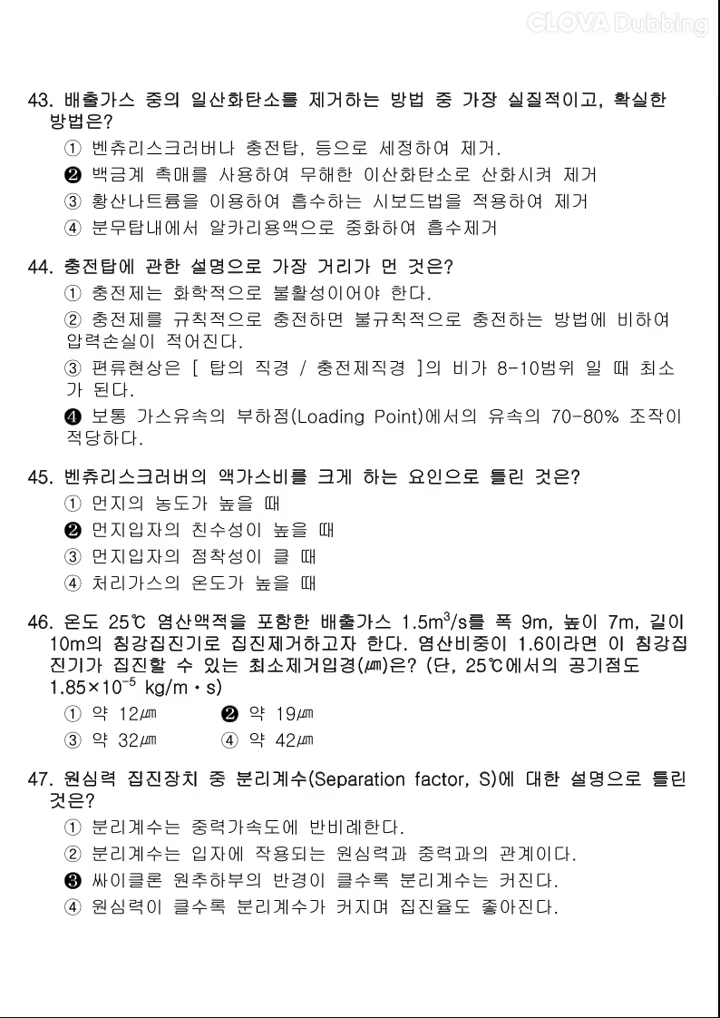 CLOVA Dubbing
43. 배출가스 중의 일산화탄소를 제거하는 방법 중 가장 실질적이고, 확실한
방법은?
① 벤츄리스크러버나 충전탑, 등으로 세정하여 제거.
❷ 백금계 촉매를 사용하여 무해한 이산화탄소로 산화시켜 제거
③ 황산나트륨을 이용하여 흡수하는 시보드법을 적용하여 제거
④ 분무탑내에서 알카리용액으로 중화하여 흡수제거
44. 충전탑에 관한 설명으로 가장 거리가 먼 것은?
① 충전제는 화학적으로 불활성이어야 한다.
② 충전제를 규칙적으로 충전하면 불규칙적으로 충전하는 방법에 비하여
압력손실이 적어진다.
③ 편류현상은 [ 탑의 직경 / 충전제직경 ]의 비가 8-10범위 일 때 최소
가 된다.
❹ 보통 가스유속의 부하점(Loading Point)에서의 유속의 70-80% 조작이
적당하다.
45. 벤츄리스크러버의 액가스비를 크게 하는 요인으로 틀린 것은?
① 먼지의 농도가 높을 때
❷ 먼지입자의 친수성이 높을 때
③ 먼지입자의 점착성이 클 때
④ 처리가스의 온도가 높을 때
46. 온도 25℃ 염산액적을 포함한 배출가스 1.5m³/s를 폭 9m, 높이 7m, 길이
10m의 침강집진기로 집진제거하고자 한다. 염산비중이 1.6이라면 이 침강집
진기가 집진할 수 있는 최소제거입경(㎛)은? (단, 25℃에서의 공기점도
1.85×10⁻⁵ kg/m·s)
① 약 12㎛ ❷ 약 19㎛
③ 약 32㎛ ④ 약 42㎛
47. 원심력 집진장치 중 분리계수(Separation factor, S)에 대한 설명으로 틀린
것은?
① 분리계수는 중력가속도에 반비례한다.
② 분리계수는 입자에 작용되는 원심력과 중력과의 관계이다.
❸ 싸이클론 원추하부의 반경이 클수록 분리계수는 커진다.
④ 원심력이 클수록 분리계수가 커지며 집진율도 좋아진다.